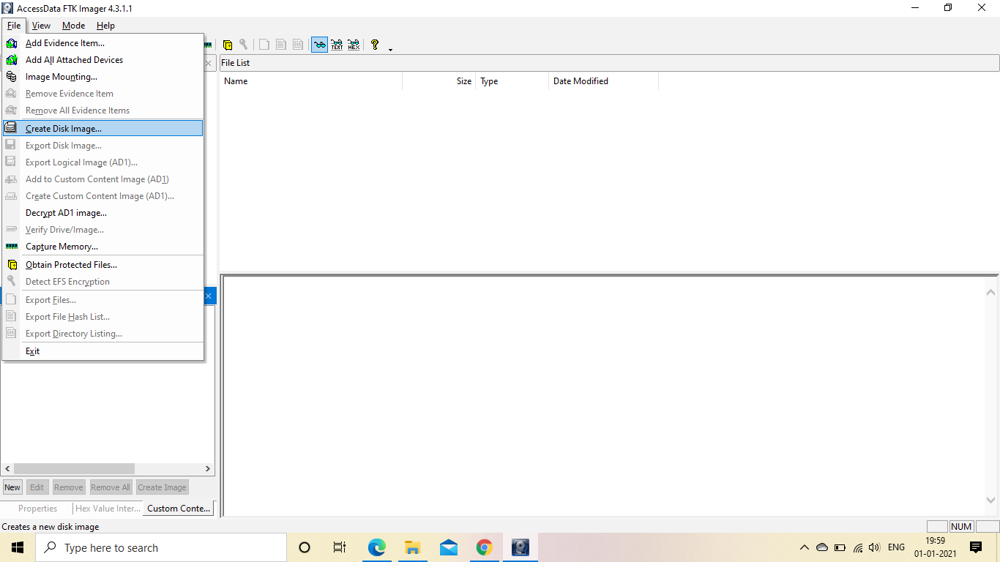 AccessData FTK Imager 4.3.1.1
File View Mode Help
Add Evidence Item...
Add All Attached Devices
Image Mounting...
Remove Evidence Item
Remove All Evidence Items
Create Disk Image...
Export Disk Image...
Export Logical Image (AD1)...
Add to Custom Content Image (AD1)
Create Custom Content Image (AD1)...
Decrypt AD1 image...
Verify Drive/Image...
Capture Memory...
Obtain Protected Files...
Detect EFS Encryption
Export Files...
Export File Hash List...
Export Directory Listing...
Exit
DIR
TEXT HEX ?
DIR
File List
Name Size Type Date Modified
New Edit Remove Remove All Create Image
Properties Hex Value Inter... Custom Conte...
Creates a new disk image
NUM
Type here to search
ENG
19:59
01-01-2021